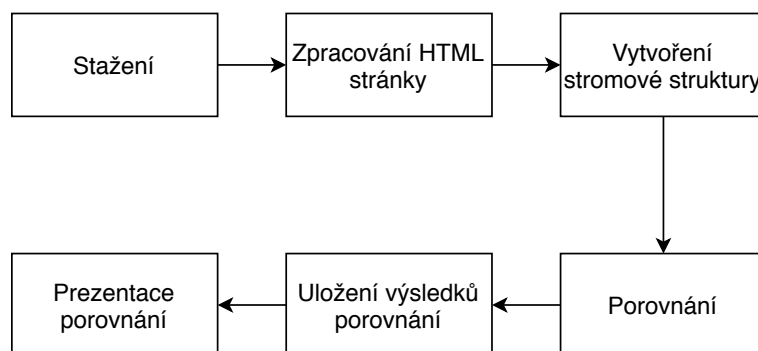 Stažení
Zpracování HTML
stránky
Vytvoření
stromové struktury
Porovnání
Uložení výsledků
porovnání
Prezentace
porovnání